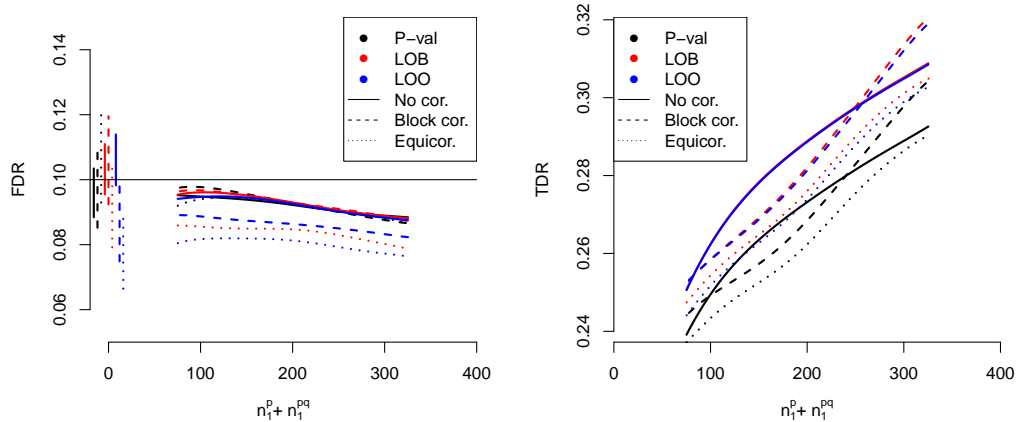 P−val
LOB
LOO
No cor.
Block cor.
Equicor.
FDR
0.14
0.12
0.10
0.08
0.06
0 100 200 300 400
n₁ᵖ + n₁ᵖᑫ
P−val
LOB
LOO
No cor.
Block cor.
Equicor.
TDR
0.32
0.30
0.28
0.26
0.24
0 100 200 300 400
n₁ᵖ + n₁ᵖᑫ